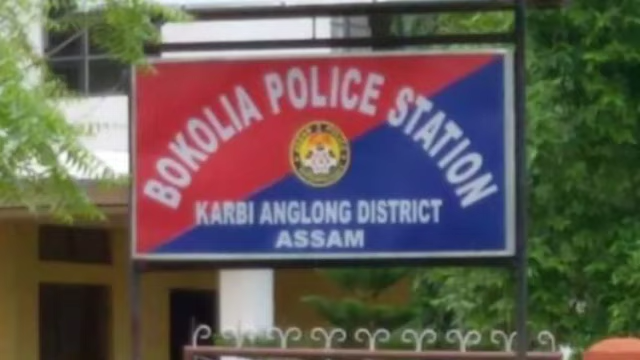 BOKOLIA POLICE STATION
KARBI ANGLONG DISTRICT
ASSAM